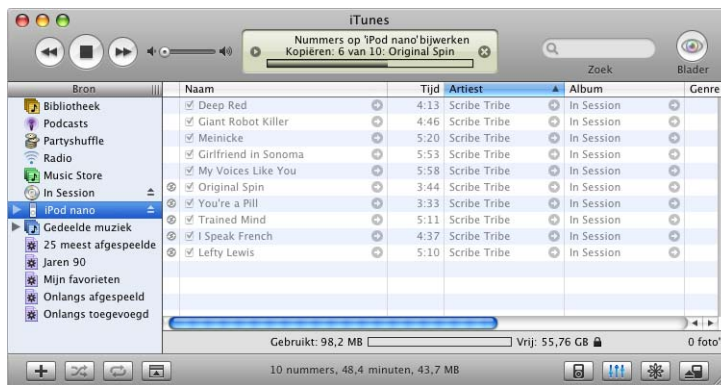 iTunes
Nummers op 'iPod nano' bijwerken
Kopiëren: 6 van 10: Original Spin
Zoek
Blader
Bron
Bibliotheek
Podcasts
Partyshuffle
Radio
Music Store
In Session
iPod nano
Gedeelde muziek
25 meest afgespeelde
Jaren 90
Mijn favorieten
Onlangs afgespeeld
Onlangs toegevoegd
Naam Tijd Artiest Album Genre
Deep Red 4:13 Scribe Tribe In Session
Giant Robot Killer 4:46 Scribe Tribe In Session
Meinicke 5:20 Scribe Tribe In Session
Girlfriend in Sonoma 5:53 Scribe Tribe In Session
My Voices Like You 5:58 Scribe Tribe In Session
Original Spin 3:44 Scribe Tribe In Session
You're a Pill 3:33 Scribe Tribe In Session
Trained Mind 5:11 Scribe Tribe In Session
I Speak French 4:37 Scribe Tribe In Session
Lefty Lewis 5:10 Scribe Tribe In Session
Gebruikt: 98,2 MB Vrij: 55,76 GB 0 foto'
10 nummers, 48,4 minuten, 43,7 MB